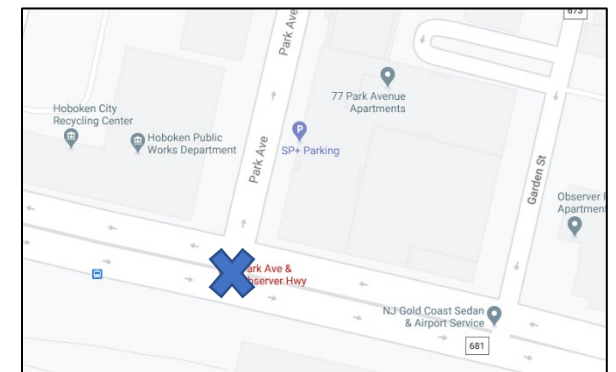 673
Park Ave
77 Park Avenue
Apartments
Hoboken City
Recycling Center
Hoboken Public
Works Department
P
SP+ Parking
Park Ave
Garden St
Observer
Apartmen
ark Ave &
bserver Hwy
NJ Gold Coast Sedan
& Airport Service
681